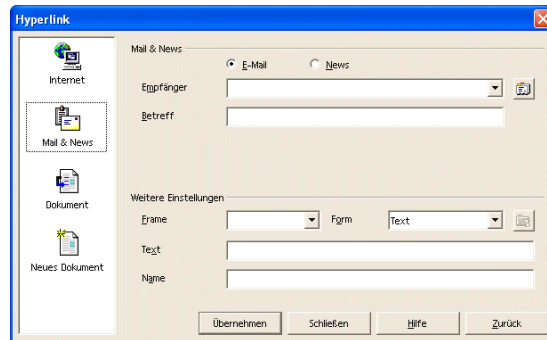 Hyperlink
Internet
Mail & News
Dokument
Neues Dokument
Mail & News
E-Mail
News
Empfänger
Betreff
Weitere Einstellungen
Frame
Form
Text
Text
Name
Übernehmen
Schließen
Hilfe
Zurück